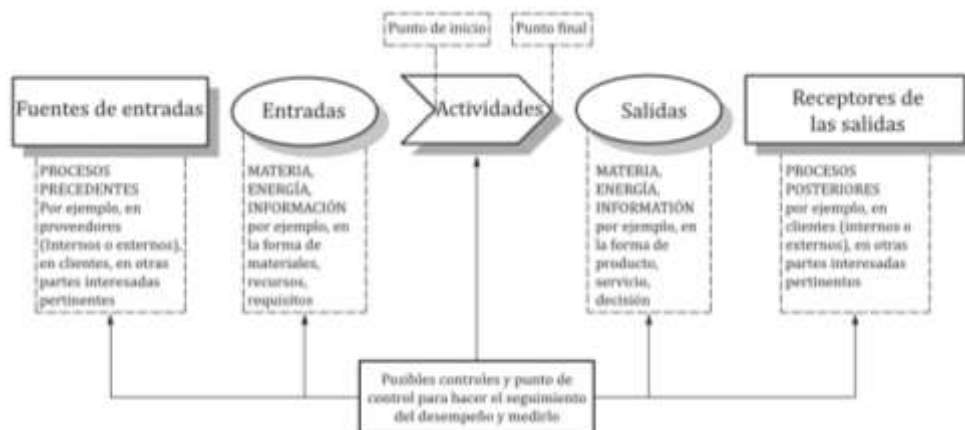 Punto de inicio
Punto final
Fuentes de entradas
Entradas
Actividades
Salidas
Receptores de
las salidas
PROCESOS
PRECEDENTES
Por ejemplo, en
proveedores
(Internos o externos),
en clientes, en otras
partes interesadas
pertinentes
MATERIA,
ENERGÍA,
INFORMACIÓN
por ejemplo, en
la forma de
materiales,
recursos,
requisitos
MATERIA,
ENERGÍA,
INFORMATIÓN
por ejemplo, en
la forma de
producto,
servicio,
decisión
PROCESOS
POSTERIORES
por ejemplo, en
clientes (internos o
externos), en otras
partes interesadas
pertinentus
Puxibles controles y punto de
control para hacer el seguimiento
del desempeño y medirlo